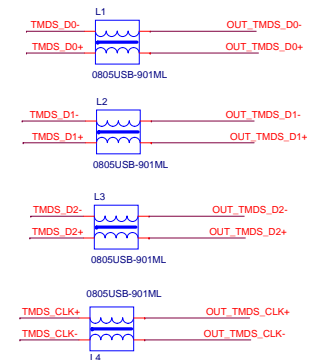 L1
TMDS_D0- OUT_TMDS_D0-
TMDS_D0+ OUT_TMDS_D0+
0805USB-901ML
L2
TMDS_D1- OUT_TMDS_D1-
TMDS_D1+ OUT_TMDS_D1+
0805USB-901ML
L3
TMDS_D2- OUT_TMDS_D2-
TMDS_D2+ OUT_TMDS_D2+
0805USB-901ML
0805USB-901ML
TMDS_CLK+ OUT_TMDS_CLK+
TMDS_CLK- OUT_TMDS_CLK-
L4